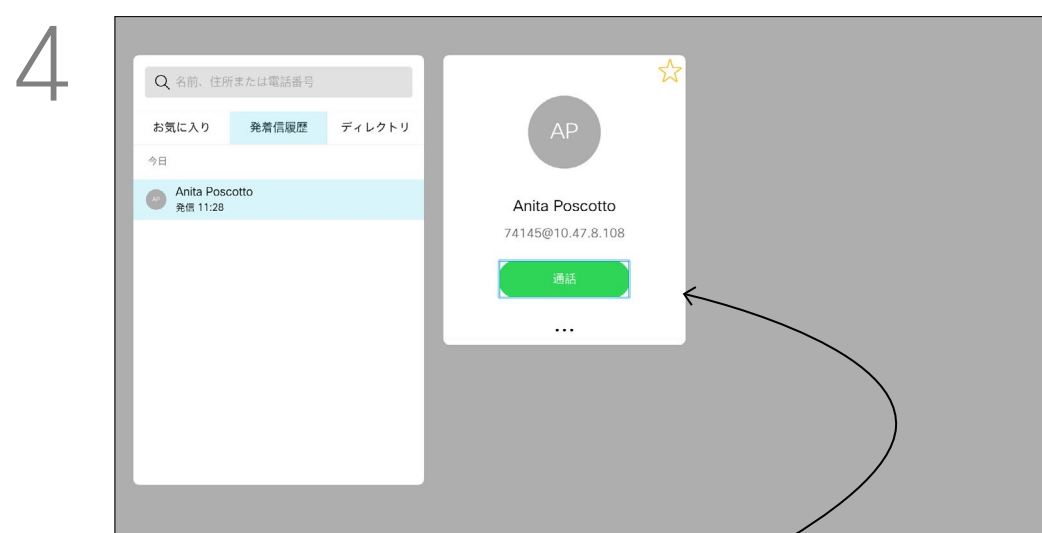 4
名前、住所または電話番号
お気に入り 発着信履歴 ディレクトリ
今日
AP Anita Poscotto
発信 11:28
AP
Anita Poscotto
74145@10.47.8.108
通話
...